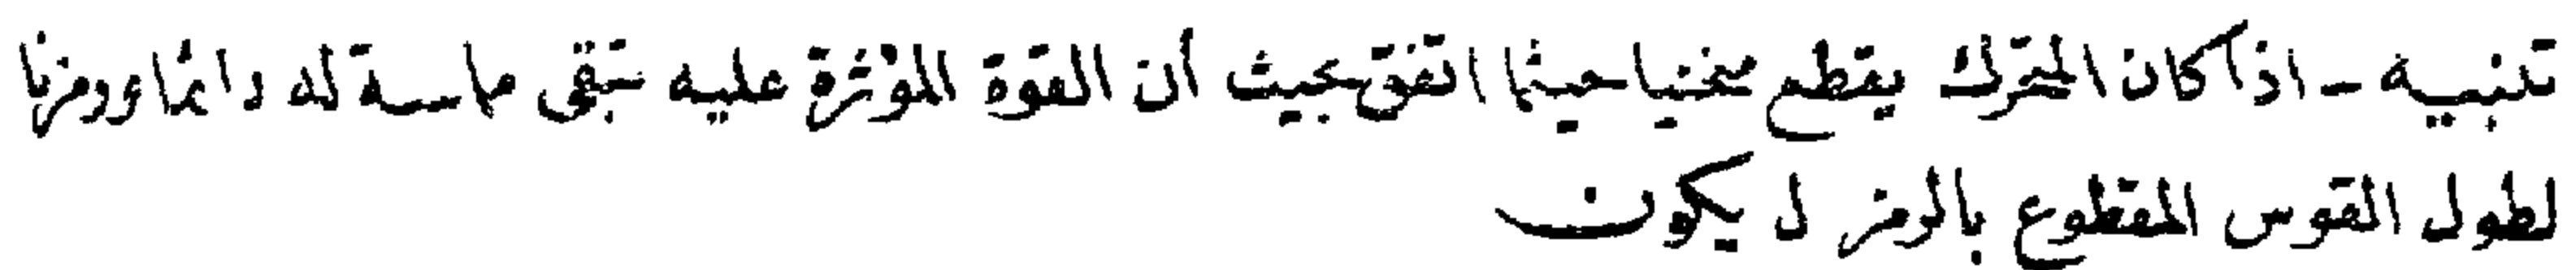 تنبيه - اذا كان المتحرك يقطع منحنيا حيثما اتفق بحيث أن القوة المؤثرة عليه تبقى مماسة له دائما ورمزنا
لطول القوس المقطوع بالرمز ل يكون